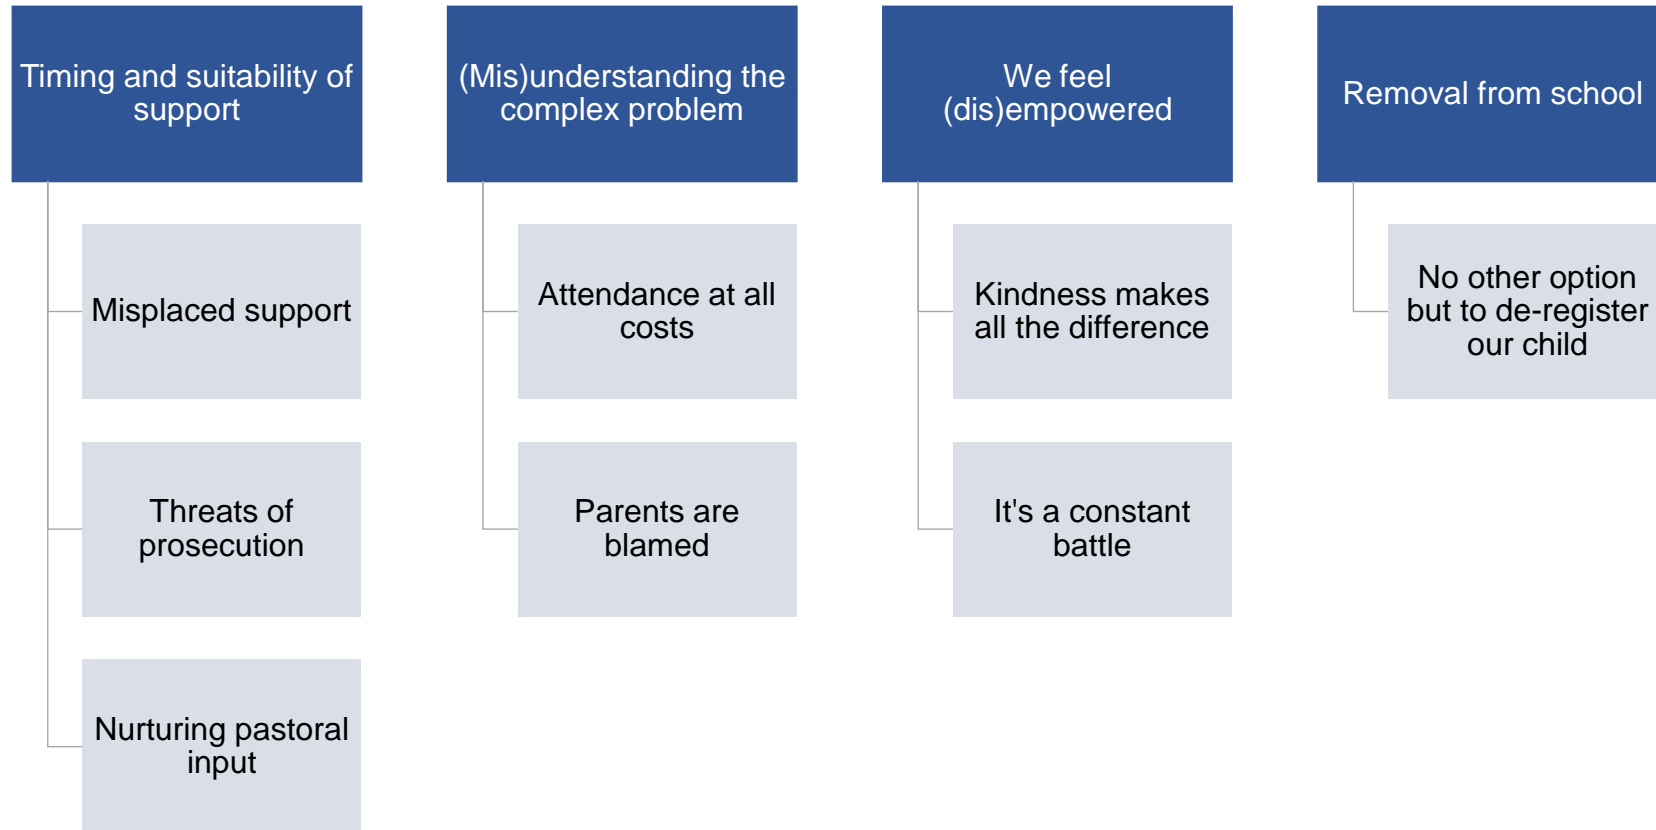 Timing and suitability of
support
Misplaced support
Threats of
prosecution
Nurturing pastoral
input
(Mis)understanding the
complex problem
Attendance at all
costs
Parents are
blamed
We feel
(dis)empowered
Kindness makes
all the difference
It's a constant
battle
Removal from school
No other option
but to de-register
our child